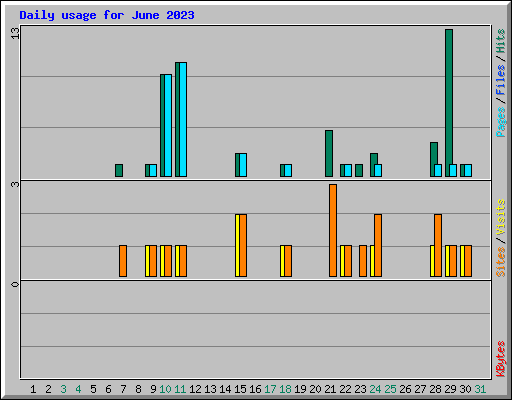 Daily usage for June 2023
13
3
0
Pages / Files / Hits
Sites / Visits
KBytes
1 2 3 4 5 6 7 8 9 10 11 12 13 14 15 16 17 18 19 20 21 22 23 24 25 26 27 28 29 30 31